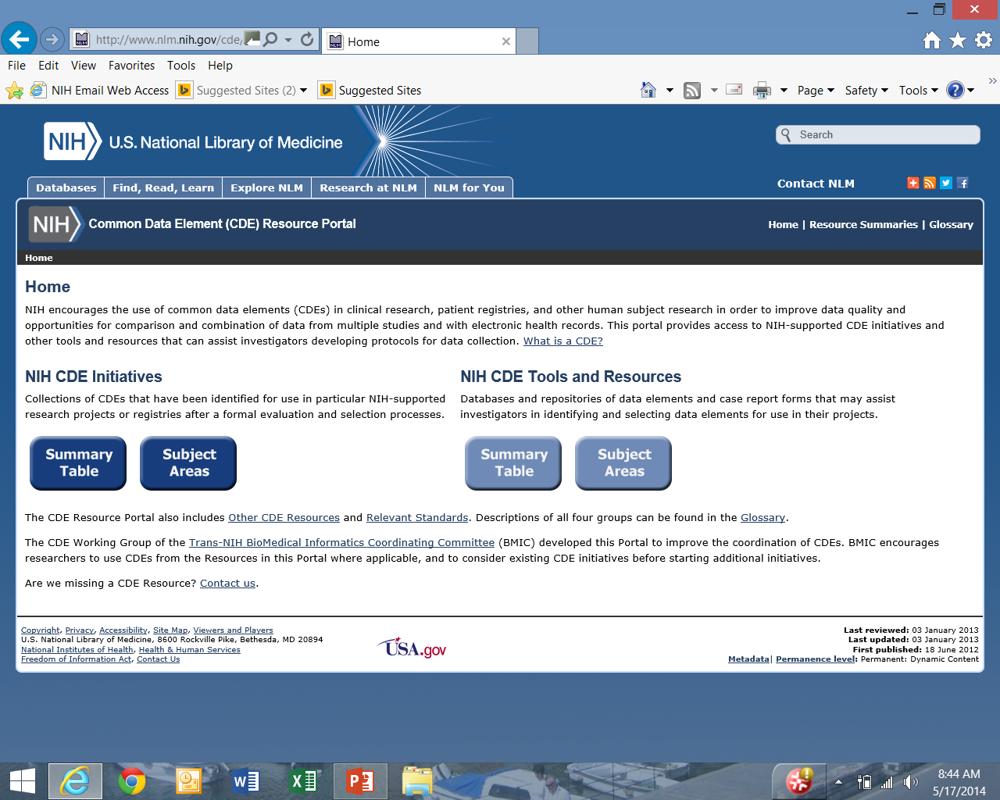 http://www.nlm.nih.gov/cde/
Home
File Edit View Favorites Tools Help
NIH Email Web Access Suggested Sites (2) Suggested Sites Page Safety Tools
NIH U.S. National Library of Medicine
Search
Databases Find, Read, Learn Explore NLM Research at NLM NLM for You
Contact NLM
NIH Common Data Element (CDE) Resource Portal
Home | Resource Summaries | Glossary
Home
Home
NIH encourages the use of common data elements (CDEs) in clinical research, patient registries, and other human subject research in order to improve data quality and
opportunities for comparison and combination of data from multiple studies and with electronic health records. This portal provides access to NIH-supported CDE initiatives and
other tools and resources that can assist investigators developing protocols for data collection. What is a CDE?
NIH CDE Initiatives
Collections of CDEs that have been identified for use in particular NIH-supported
research projects or registries after a formal evaluation and selection processes.
Summary
Table
Subject
Areas
NIH CDE Tools and Resources
Databases and repositories of data elements and case report forms that may assist
investigators in identifying and selecting data elements for use in their projects.
Summary
Table
Subject
Areas
The CDE Resource Portal also includes Other CDE Resources and Relevant Standards. Descriptions of all four groups can be found in the Glossary.
The CDE Working Group of the Trans-NIH BioMedical Informatics Coordinating Committee (BMIC) developed this Portal to improve the coordination of CDEs. BMIC encourages
researchers to use CDEs from the Resources in this Portal where applicable, and to consider existing CDE initiatives before starting additional initiatives.
Are we missing a CDE Resource? Contact us.
Copyright, Privacy, Accessibility, Site Map, Viewers and Players
U.S. National Library of Medicine, 8600 Rockville Pike, Bethesda, MD 20894
National Institutes of Health, Health & Human Services
Freedom of Information Act, Contact Us
USA.gov
Last reviewed: 03 January 2013
Last updated: 03 January 2013
First published: 18 June 2012
Metadata| Permanence level: Permanent: Dynamic Content
8:44 AM
5/17/2014